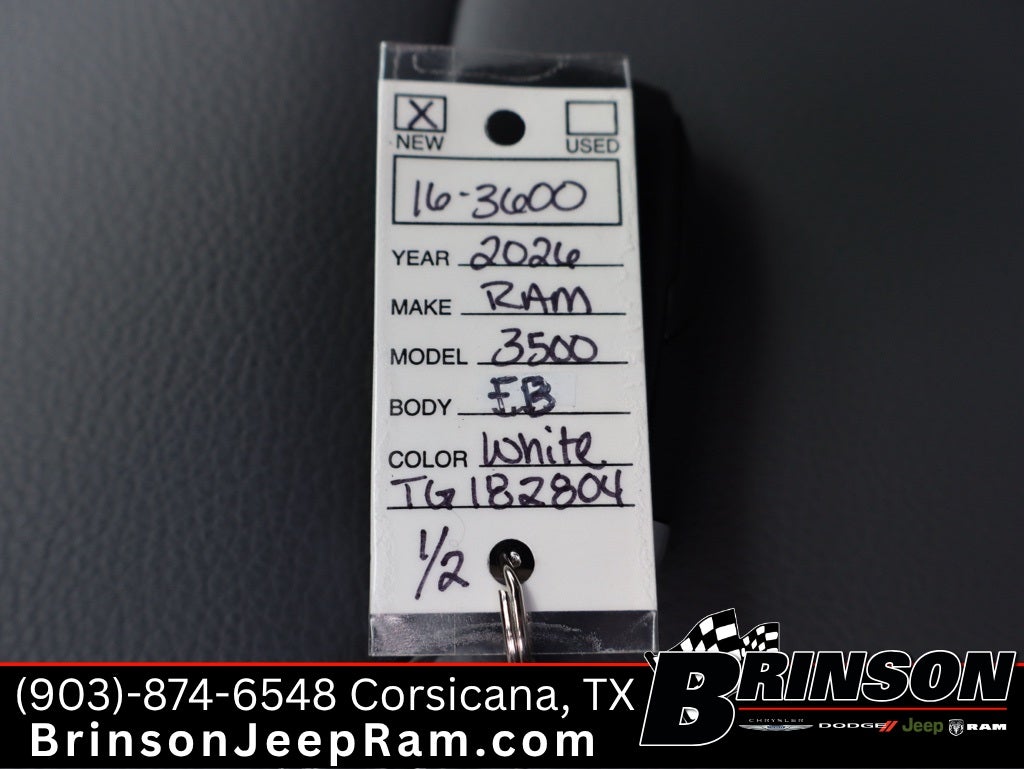 X
NEW
USED
16-3600
YEAR 2026
MAKE RAM
MODEL 3500
BODY EB
COLOR White
TG182804
1/2
(903)-874-6548 Corsicana, TX
BrinsonJeepRam.com
BRINSON
CHRYSLER DODGE// Jeep RAM